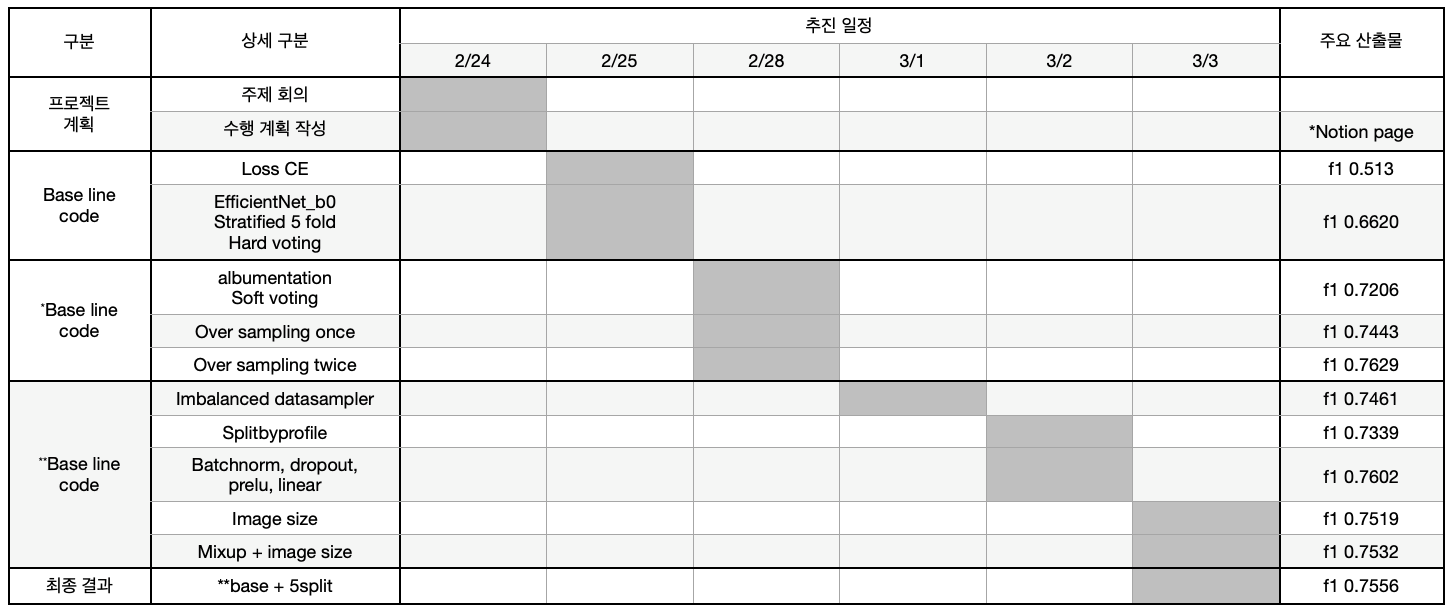 구분
상세 구분
추진 일정
주요 산출물
2/24
2/25
2/28
3/1
3/2
3/3
프로젝트
계획
주제 회의
수행 계획 작성
*Notion page
Base line
code
Loss CE
f1 0.513
EfficientNet_b0
Stratified 5 fold
Hard voting
f1 0.6620
*Base line
code
albumentation
Soft voting
f1 0.7206
Over sampling once
f1 0.7443
Over sampling twice
f1 0.7629
**Base line
code
Imbalanced datasampler
f1 0.7461
Splitbyprofile
f1 0.7339
Batchnorm, dropout,
prelu, linear
f1 0.7602
Image size
f1 0.7519
Mixup + image size
f1 0.7532
최종 결과
**base + 5split
f1 0.7556